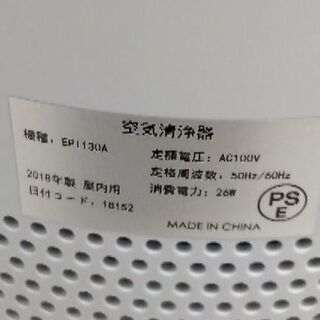 空気清浄器
機種：EPI130A
定格電圧：AC100V
定格周波数：50Hz/60Hz
2018年製 屋内用
消費電力：26W
日付コード：18152
PS
E
MADE IN CHINA